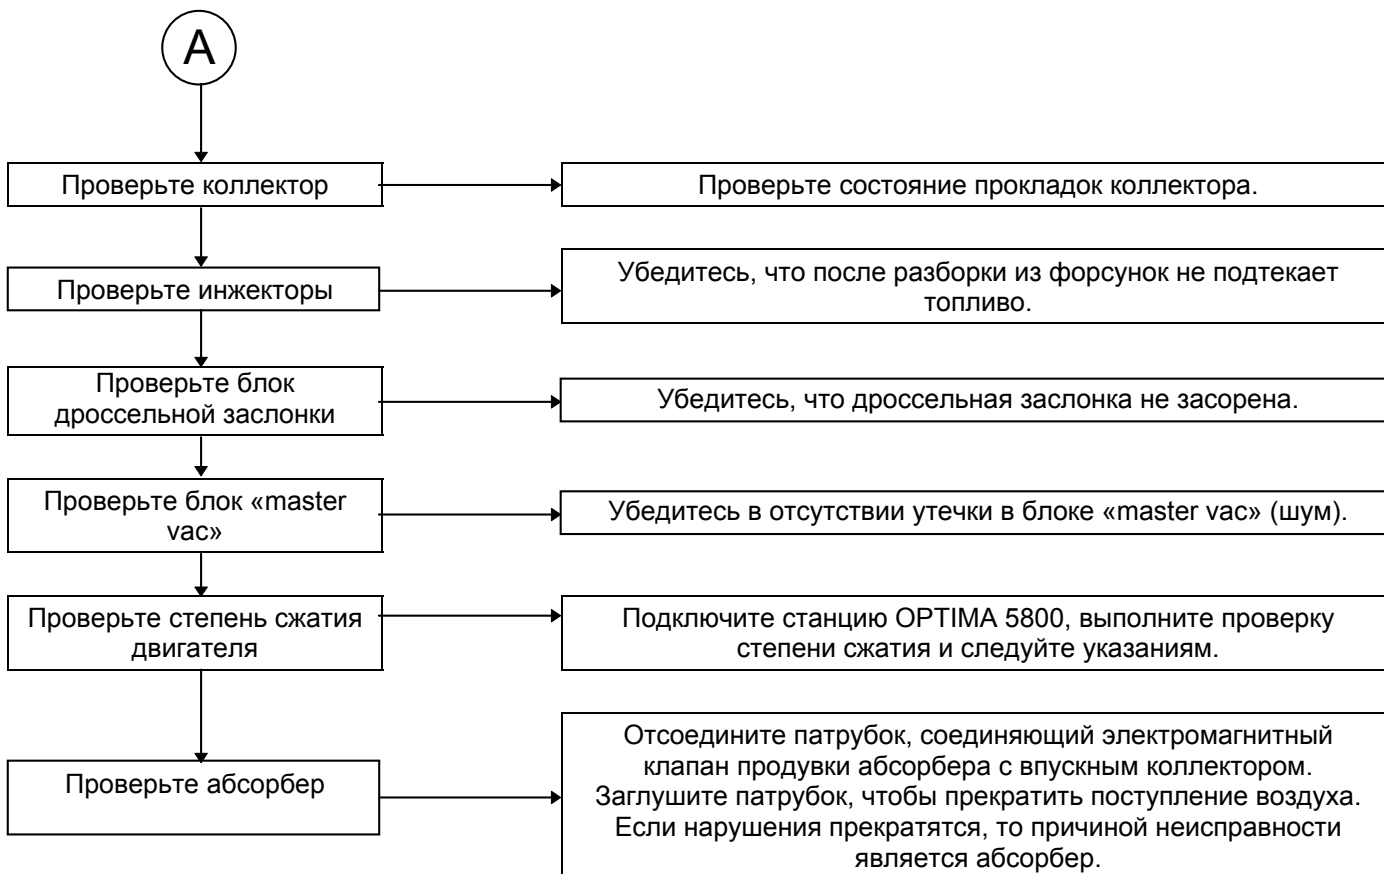 A
Проверьте коллектор
Проверьте состояние прокладок коллектора.
Проверьте инжекторы
Убедитесь, что после разборки из форсунок не подтекает
топливо.
Проверьте блок
дроссельной заслонки
Убедитесь, что дроссельная заслонка не засорена.
Проверьте блок «master
vac»
Убедитесь в отсутствии утечки в блоке «master vac» (шум).
Проверьте степень сжатия
двигателя
Подключите станцию OPTIMA 5800, выполните проверку
степени сжатия и следуйте указаниям.
Проверьте абсорбер
Отсоедините патрубок, соединяющий электромагнитный
клапан продувки абсорбера с впускным коллектором.
Заглушите патрубок, чтобы прекратить поступление воздуха.
Если нарушения прекратятся, то причиной неисправности
является абсорбер.